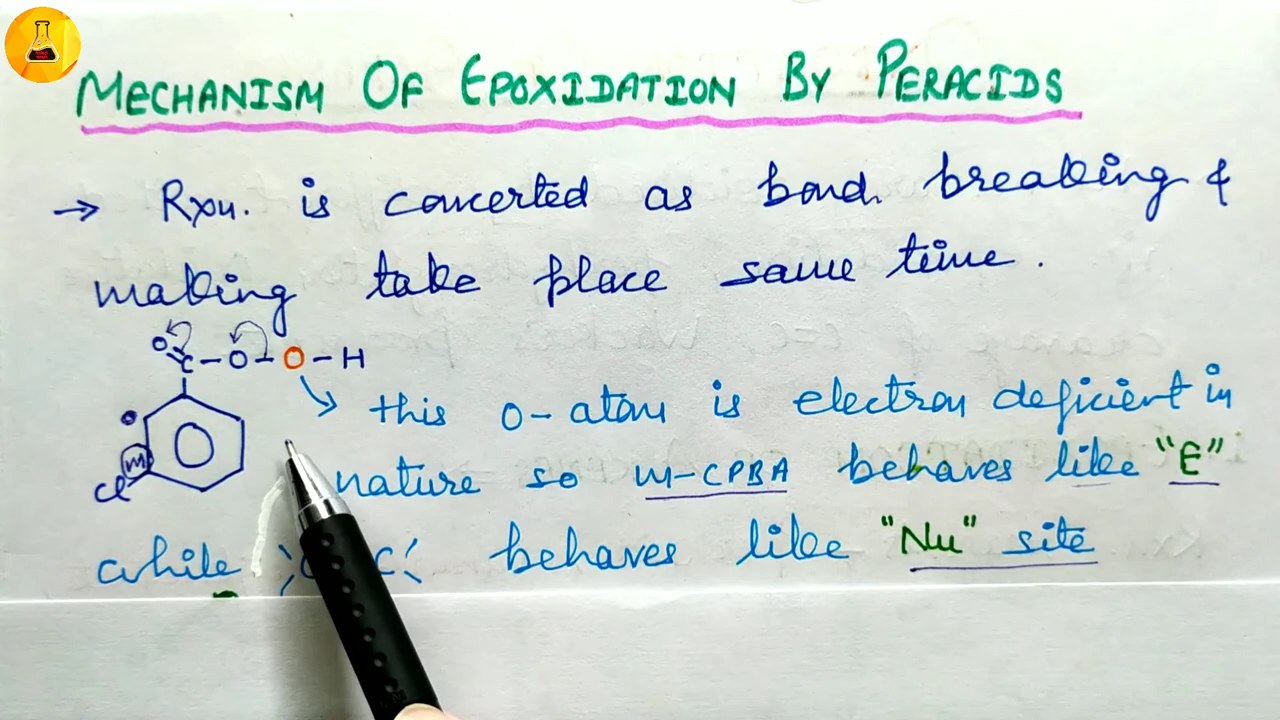 MECHANISM OF EPOXIDATION BY PERACIDS
→ Rxn. is concerted as bond breaking &
making take place same time.
O=C-O-O-H
m
Cl
this O-atom is electron deficient in
nature so m-CPBA behaves like "E"
while C behaves like "Nu" site